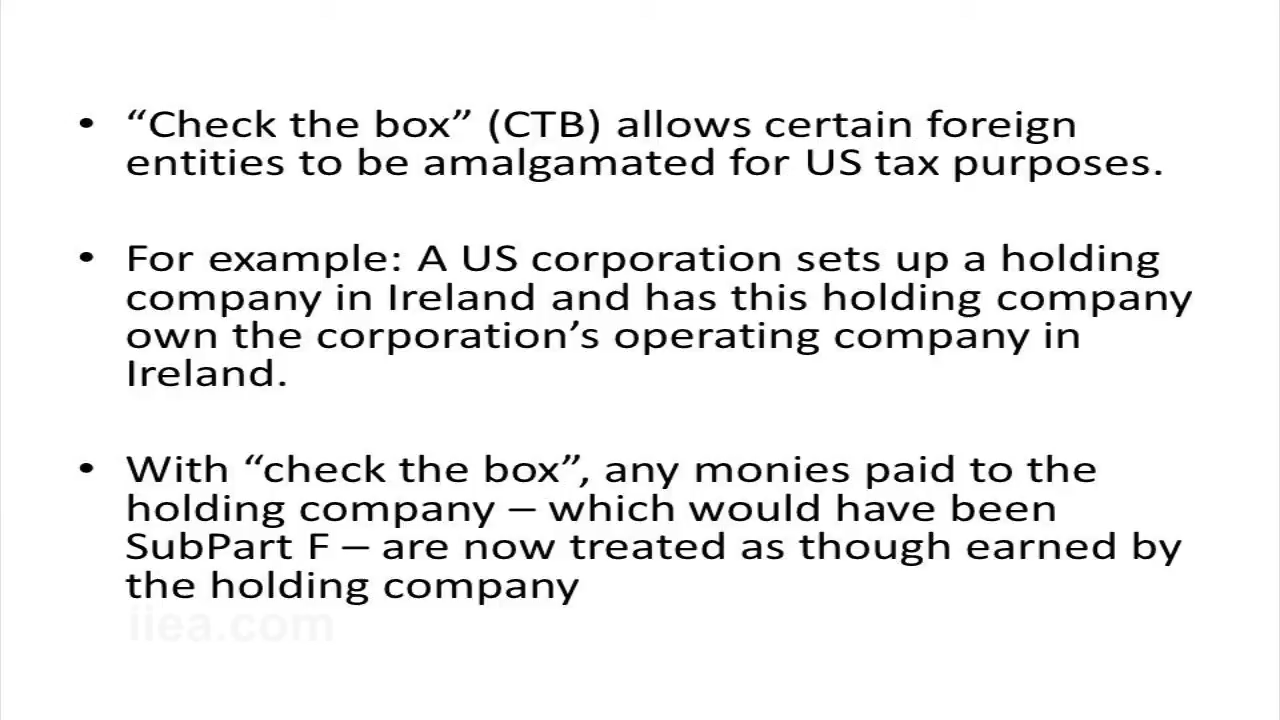 • “Check the box” (CTB) allows certain foreign
entities to be amalgamated for US tax purposes.
• For example: A US corporation sets up a holding
company in Ireland and has this holding company
own the corporation’s operating company in
Ireland.
• With “check the box”, any monies paid to the
holding company – which would have been
SubPart F – are now treated as though earned by
the holding company
iiea.com